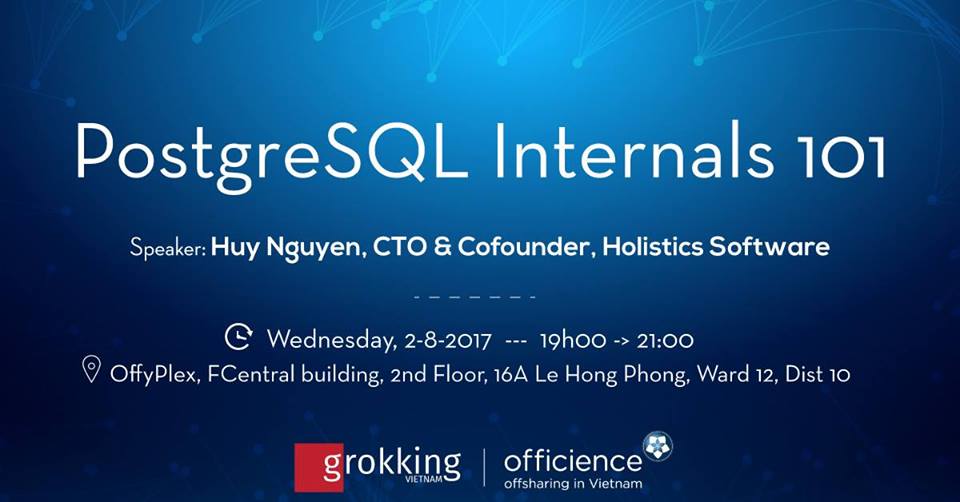 PostgreSQL Internals 101
Speaker: Huy Nguyen, CTO & Cofounder, Holistics Software
Wednesday, 2-8-2017 --- 19h00 -> 21:00
OffyPlex, FCentral building, 2nd Floor, 16A Le Hong Phong, Ward 12, Dist 10
grokking
VIETNAM
officience
offsharing in Vietnam